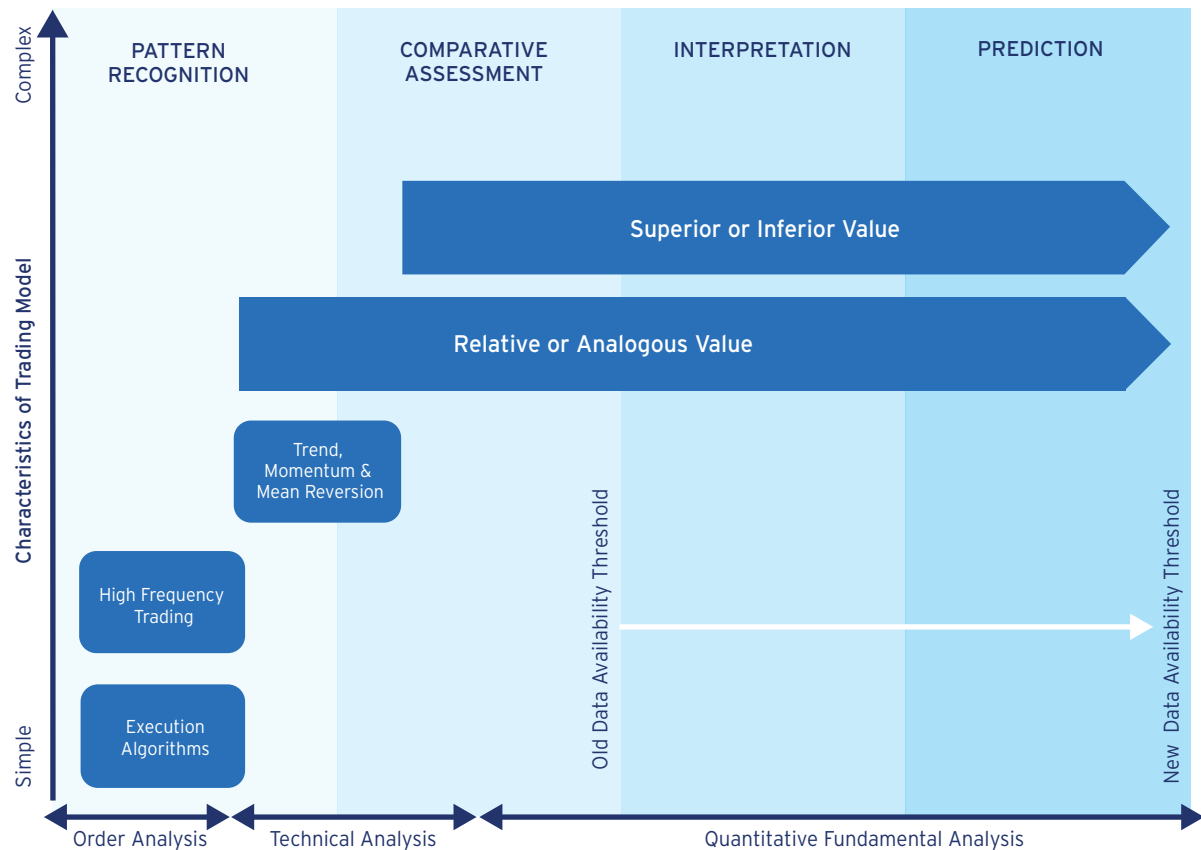 Complex
PATTERN
RECOGNITION
COMPARATIVE
ASSESSMENT
INTERPRETATION
PREDICTION
Characteristics of Trading Model
Superior or Inferior Value
Relative or Analogous Value
Trend,
Momentum &
Mean Reversion
High Frequency
Trading
Execution
Algorithms
Old Data Availability Threshold
New Data Availability Threshold
Simple
Order Analysis
Technical Analysis
Quantitative Fundamental Analysis